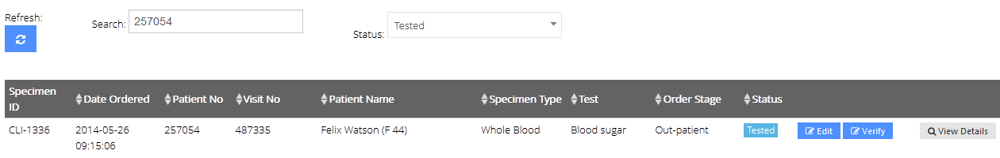 Refresh:
Search: 257054
Status: Tested
Specimen ID Date Ordered Patient No Visit No Patient Name Specimen Type Test Order Stage Status
CLI-1336 2014-05-26 09:15:06 257054 487335 Felix Watson (F 44) Whole Blood Blood sugar Out-patient Tested Edit Verify View Details